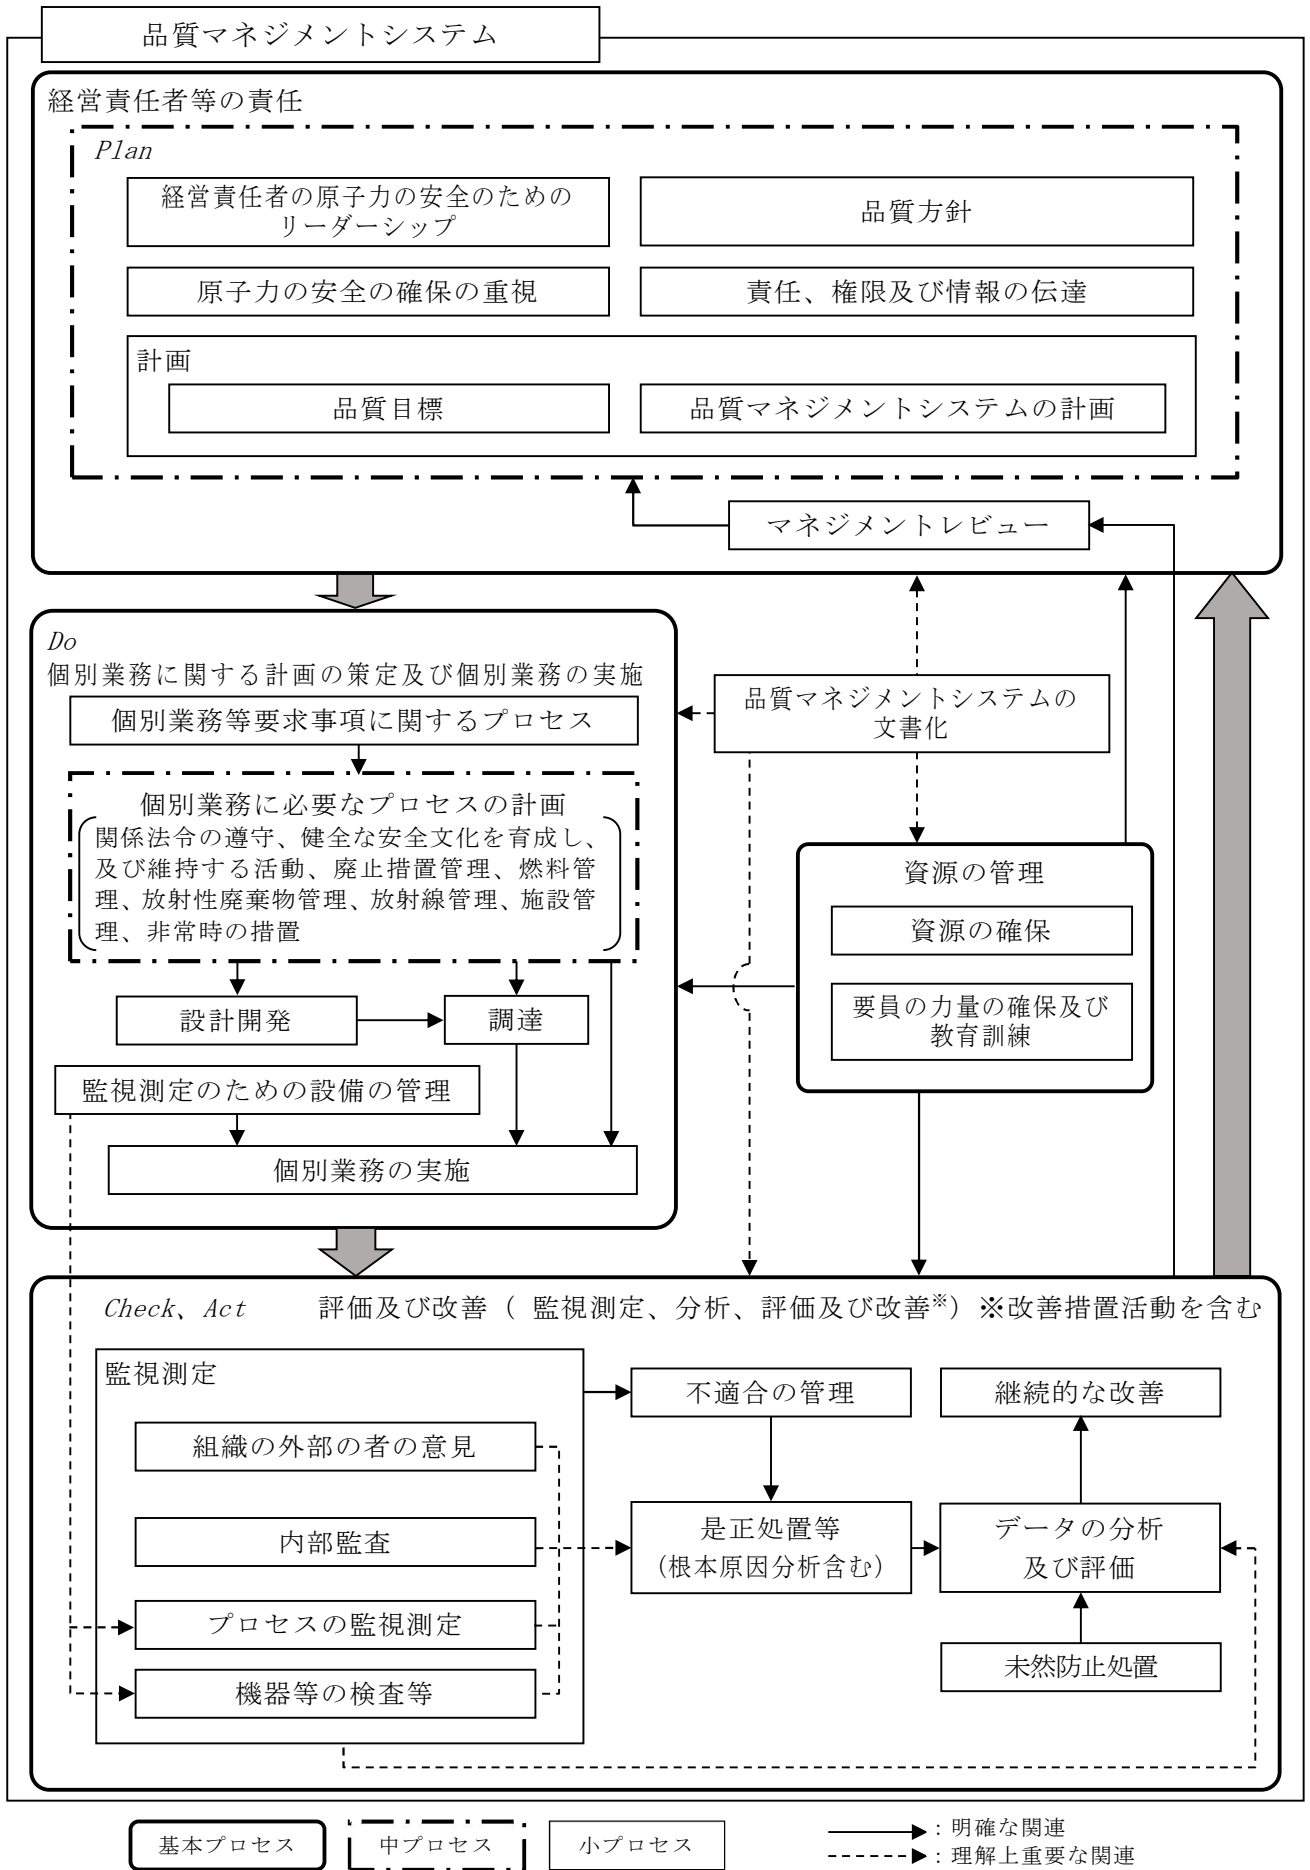 品質マネジメントシステム
経営責任者等の責任
Plan
経営責任者の原子力の安全のための
リーダーシップ
品質方針
原子力の安全の確保の重視
責任、権限及び情報の伝達
計画
品質目標
品質マネジメントシステムの計画
マネジメントレビュー
Do
個別業務に関する計画の策定及び個別業務の実施
個別業務等要求事項に関するプロセス
個別業務に必要なプロセスの計画
関係法令の遵守、健全な安全文化を育成し、
及び維持する活動、廃止措置管理、燃料管
理、放射性廃棄物管理、放射線管理、施設管
理、非常時の措置
設計開発
調達
監視測定のための設備の管理
個別業務の実施
品質マネジメントシステムの
文書化
資源の管理
資源の確保
要員の力量の確保及び
教育訓練
Check、Act 評価及び改善（ 監視測定、分析、評価及び改善※）※改善措置活動を含む
監視測定
組織の外部の者の意見
内部監査
プロセスの監視測定
機器等の検査等
不適合の管理
是正処置等
（根本原因分析含む）
継続的な改善
データの分析
及び評価
未然防止処置
基本プロセス
中プロセス
小プロセス
：明確な関連
：理解上重要な関連